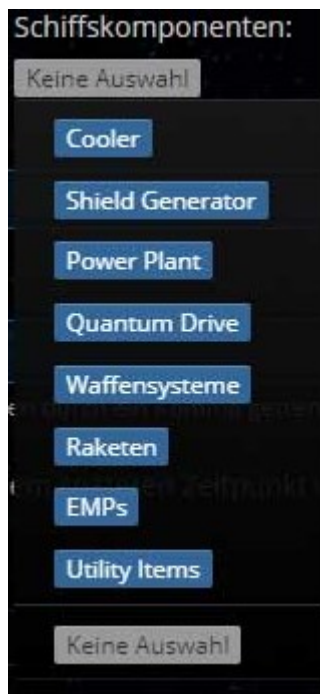 Schiffskomponenten:
Keine Auswahl
Cooler
Shield Generator
Power Plant
Quantum Drive
Waffensysteme
Raketen
EMPs
Utility Items
Keine Auswahl